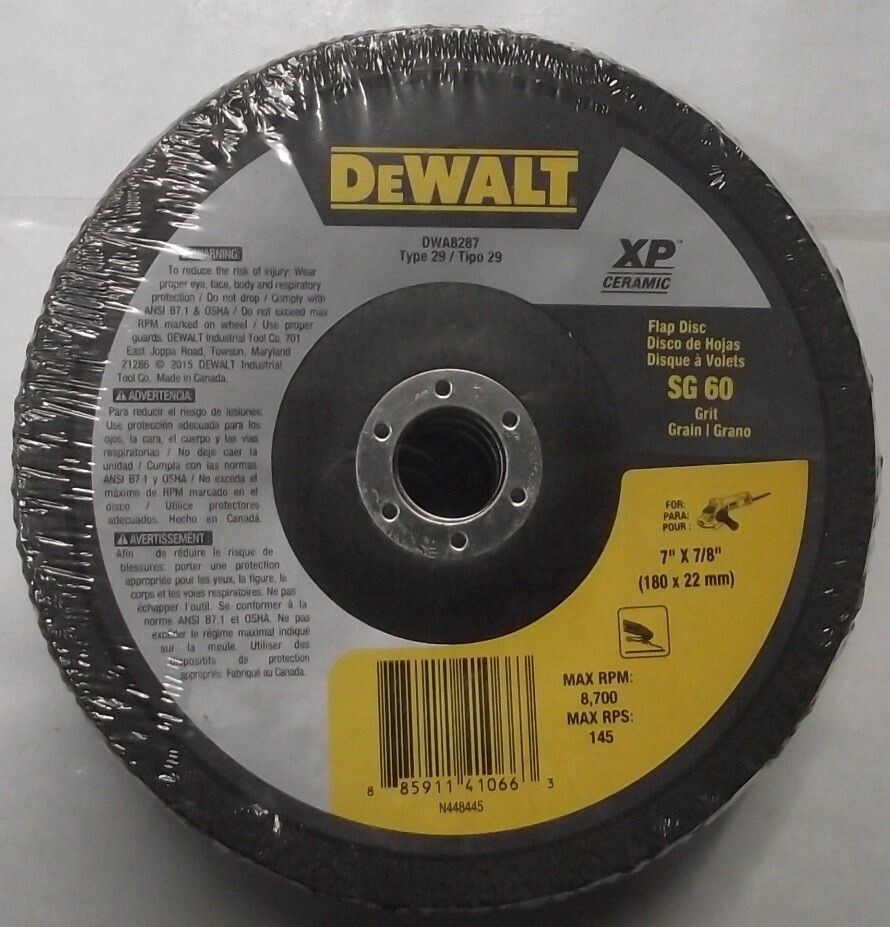 DEWALT
DWA8287
Type 29 / Tipo 29
XP™
CERAMIC
WARNING
To reduce the risk of injury: Wear
proper eye, face, body and respiratory
protection / Do not drop / Comply with
ANSI B7.1 & OSHA / Do not exceed max
RPM marked on wheel / Use proper
guards. DEWALT Industrial Tool Co. 701
East Joppa Road, Towson, Maryland
21286 © 2015 DEWALT Industrial
Tool Co. Made in Canada.
ADVERTENCIA
Para reducir el riesgo de lesiones:
Use protección adecuada para los
ojos, la cara, el cuerpo y las vías
respiratorias / No deje caer la
unidad / Cumpla con las normas
ANSI B7.1 y OSHA / No exceda el
máximo de RPM marcado en el
disco / Utilice protectores
adecuados. Hecho en Canadá.
AVERTISSEMENT
Afin de réduire le risque de
blessures: porter une protection
appropriée pour les yeux, la figure, le
corps et les voies respiratoires. Ne pas
échapper l'outil. Se conformer à la
norme ANSI B7.1 et OSHA. Ne pas
excéder le régime maximal indiqué
sur la meule. Utiliser des
dispositifs de protection
appropriés. Fabriqué au Canada.
Flap Disc
Disco de Hojas
Disque à Volets
SG 60
Grit
Grain | Grano
FOR:
PARA:
POUR :
7" X 7/8"
(180 x 22 mm)
MAX RPM:
8,700
MAX RPS:
145
8 85911 41066 3
N448445